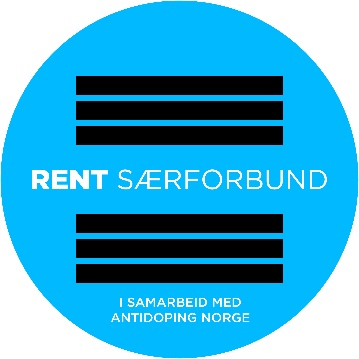 RENT SÆRFORBUND
I SAMARBEID MED
ANTIDOPING NORGE